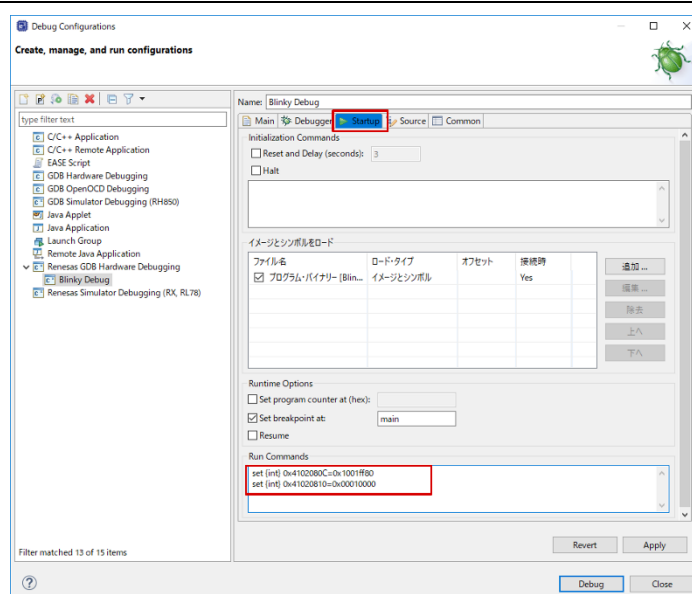 Debug Configurations
Create, manage, and run configurations
type filter text
C/C++ Application
C/C++ Remote Application
EASE Script
GDB Hardware Debugging
GDB OpenOCD Debugging
GDB Simulator Debugging (RH850)
Java Applet
Java Application
Launch Group
Remote Java Application
Renesas GDB Hardware Debugging
Blinky Debug
Renesas Simulator Debugging (RX, RL78)
Filter matched 13 of 15 items
Name: Blinky Debug
Main Debugger Startup Source Common
Initialization Commands
Reset and Delay (seconds): 3
Halt
イメージとシンボルをロード
ファイル名 ロード・タイプ オフセット 接続時
プログラム・バイナリー [Blin... イメージとシンボル Yes
追加 ...
編集 ...
除去
上へ
下へ
Runtime Options
Set program counter at (hex):
Set breakpoint at: main
Resume
Run Commands
set {int} 0x4102080C=0x1001ff80
set {int} 0x41020810=0x00010000
Revert Apply
Debug Close